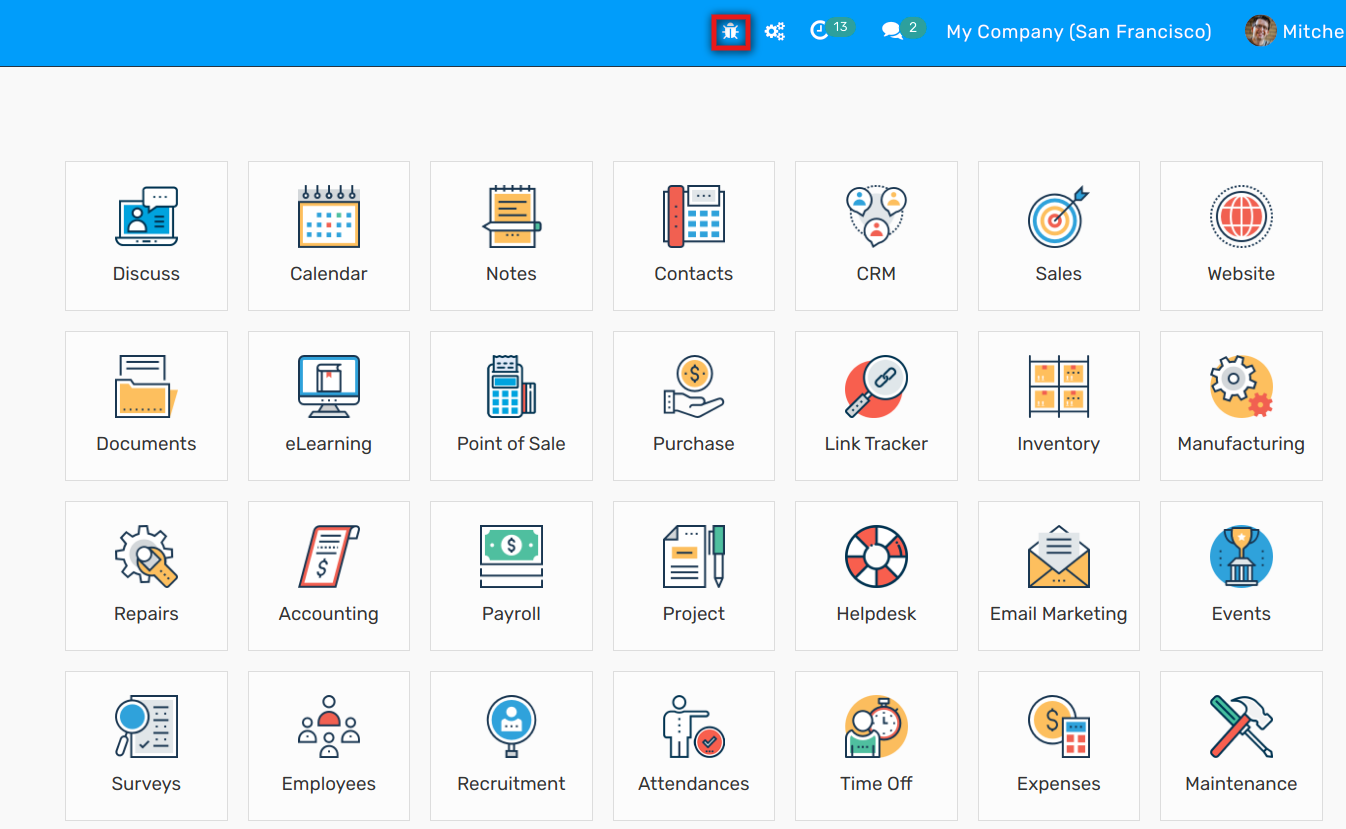 13 2 My Company (San Francisco) Mitche
Discuss Calendar Notes Contacts CRM Sales Website
Documents eLearning Point of Sale Purchase Link Tracker Inventory Manufacturing
Repairs Accounting Payroll Project Helpdesk Email Marketing Events
Surveys Employees Recruitment Attendances Time Off Expenses Maintenance